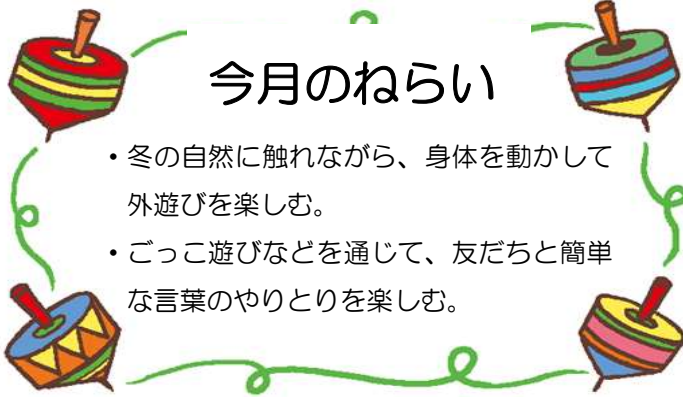 今月のねらい
・冬の自然に触れながら、身体を動かして
外遊びを楽しむ。
・ごっこ遊びなどを通じて、友だちと簡単
な言葉のやりとりを楽しむ。